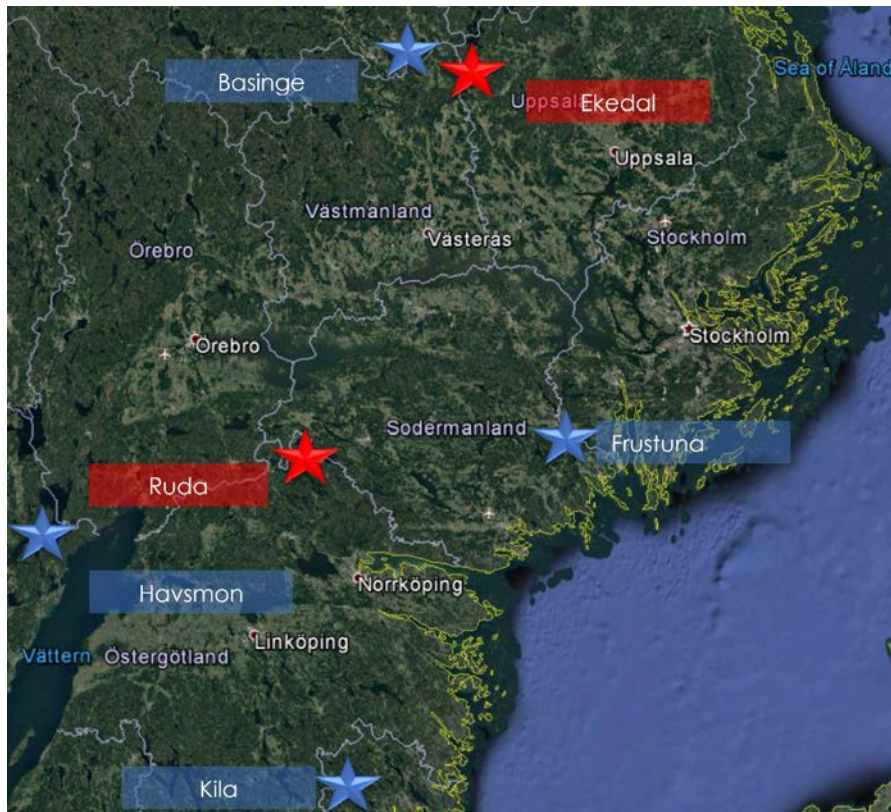 Basinge
Sea of Åland
Uppsala
Ekedal
Uppsala
Västmanland
Västerås
Stockholm
Örebro
Örebro
Stockholm
Sodermanland
Frustuna
Ruda
Norrköping
Havsmon
Linköping
Vättern
Östergötland
Kila